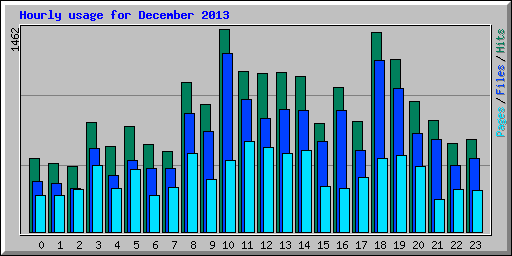 Hourly usage for December 2013
1462
Pages/Files/Hits
0 1 2 3 4 5 6 7 8 9 10 11 12 13 14 15 16 17 18 19 20 21 22 23